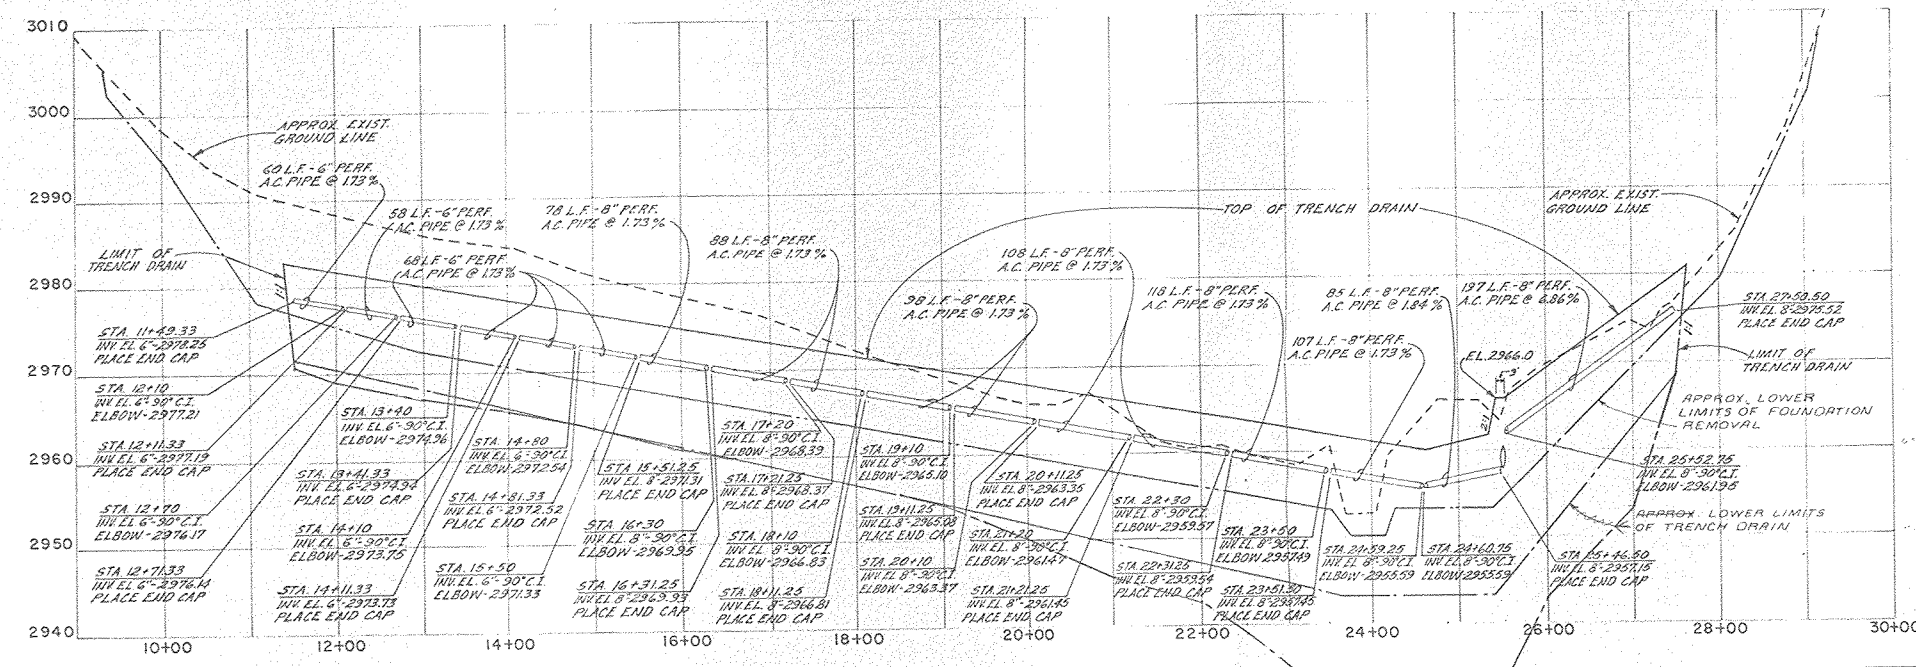 3010
3000
2990
2980
2970
2960
2950
2940
10+00
12+00
14+00
16+00
18+00
20+00
22+00
24+00
26+00
28+00
30+00
APPROX. EXIST.
GROUND LINE
60 L.F. - 6" PERF.
A.C. PIPE @ 1.73%
58 L.F. - 6" PERF.
A.C. PIPE @ 1.73%
68 L.F. - 6" PERF.
A.C. PIPE @ 1.73%
78 L.F. - 8" PERF.
A.C. PIPE @ 1.73%
88 L.F. - 8" PERF.
A.C. PIPE @ 1.73%
98 L.F. - 8" PERF.
A.C. PIPE @ 1.73%
108 L.F. - 8" PERF.
A.C. PIPE @ 1.73%
118 L.F. - 8" PERF.
A.C. PIPE @ 1.73%
107 L.F. - 8" PERF.
A.C. PIPE @ 1.73%
85 L.F. - 8" PERF.
A.C. PIPE @ 1.84%
197 L.F. - 8" PERF.
A.C. PIPE @ 6.86%
TOP OF TRENCH DRAIN
APPROX. EXIST.
GROUND LINE
LIMIT OF
TRENCH DRAIN
1:1
EL. 2966.0
3'
2:1
LIMIT OF
TRENCH DRAIN
APPROX. LOWER
LIMITS OF FOUNDATION
REMOVAL
APPROX. LOWER LIMITS
OF TRENCH DRAIN
STA. 11+49.33
INV. EL. 6"-2978.25
PLACE END CAP
STA. 12+10
INV. EL. 6"-90° C.I.
ELBOW-2977.21
STA. 12+11.33
INV. EL. 6"-2977.19
PLACE END CAP
STA. 12+70
INV. EL. 6"-90° C.I.
ELBOW-2976.17
STA. 12+71.33
INV. EL. 6"-2976.14
PLACE END CAP
STA. 13+40
INV. EL. 6"-90° C.I.
ELBOW-2974.96
STA. 13+41.33
INV. EL. 6"-2974.94
PLACE END CAP
STA. 14+10
INV. EL. 6"-90° C.I.
ELBOW-2973.75
STA. 14+11.33
INV. EL. 6"-2973.73
PLACE END CAP
STA. 14+80
INV. EL. 6"-90° C.I.
ELBOW-2972.54
STA. 14+81.33
INV. EL. 6"-2972.52
PLACE END CAP
STA. 15+50
INV. EL. 6"-90° C.I.
ELBOW-2971.33
STA. 15+51.25
INV. EL. 8"-2971.31
PLACE END CAP
STA. 16+30
INV. EL. 8"-90° C.I.
ELBOW-2969.95
STA. 16+31.25
INV. EL. 8"-2969.93
PLACE END CAP
STA. 17+20
INV. EL. 8"-90° C.I.
ELBOW-2968.39
STA. 17+21.25
INV. EL. 8"-2968.37
PLACE END CAP
STA. 18+10
INV. EL. 8"-90° C.I.
ELBOW-2966.83
STA. 18+11.25
INV. EL. 8"-2966.81
PLACE END CAP
STA. 19+10
INV. EL. 8"-90° C.I.
ELBOW-2965.10
STA. 19+11.25
INV. EL. 8"-2965.08
PLACE END CAP
STA. 20+10
INV. EL. 8"-90° C.I.
ELBOW-2963.37
STA. 20+11.25
INV. EL. 8"-2963.35
PLACE END CAP
STA. 21+20
INV. EL. 8"-90° C.I.
ELBOW-2961.47
STA. 21+21.25
INV. EL. 8"-2961.45
PLACE END CAP
STA. 22+30
INV. EL. 8"-90° C.I.
ELBOW-2959.57
STA. 22+31.25
INV. EL. 8"-2959.54
PLACE END CAP
STA. 23+50
INV. EL. 8"-90° C.I.
ELBOW-2957.49
STA. 23+51.30
INV. EL. 8"-2957.45
PLACE END CAP
STA. 24+59.25
INV. EL. 8"-90° C.I.
ELBOW-2955.59
STA. 24+60.75
INV. EL. 8"-90° C.I.
ELBOW-2955.59
STA. 25+46.50
INV. EL. 8"-2957.15
PLACE END CAP
STA. 25+52.75
INV. EL. 8"-90° C.I.
ELBOW-2961.95
STA. 27+50.50
INV. EL. 8"-2975.52
PLACE END CAP